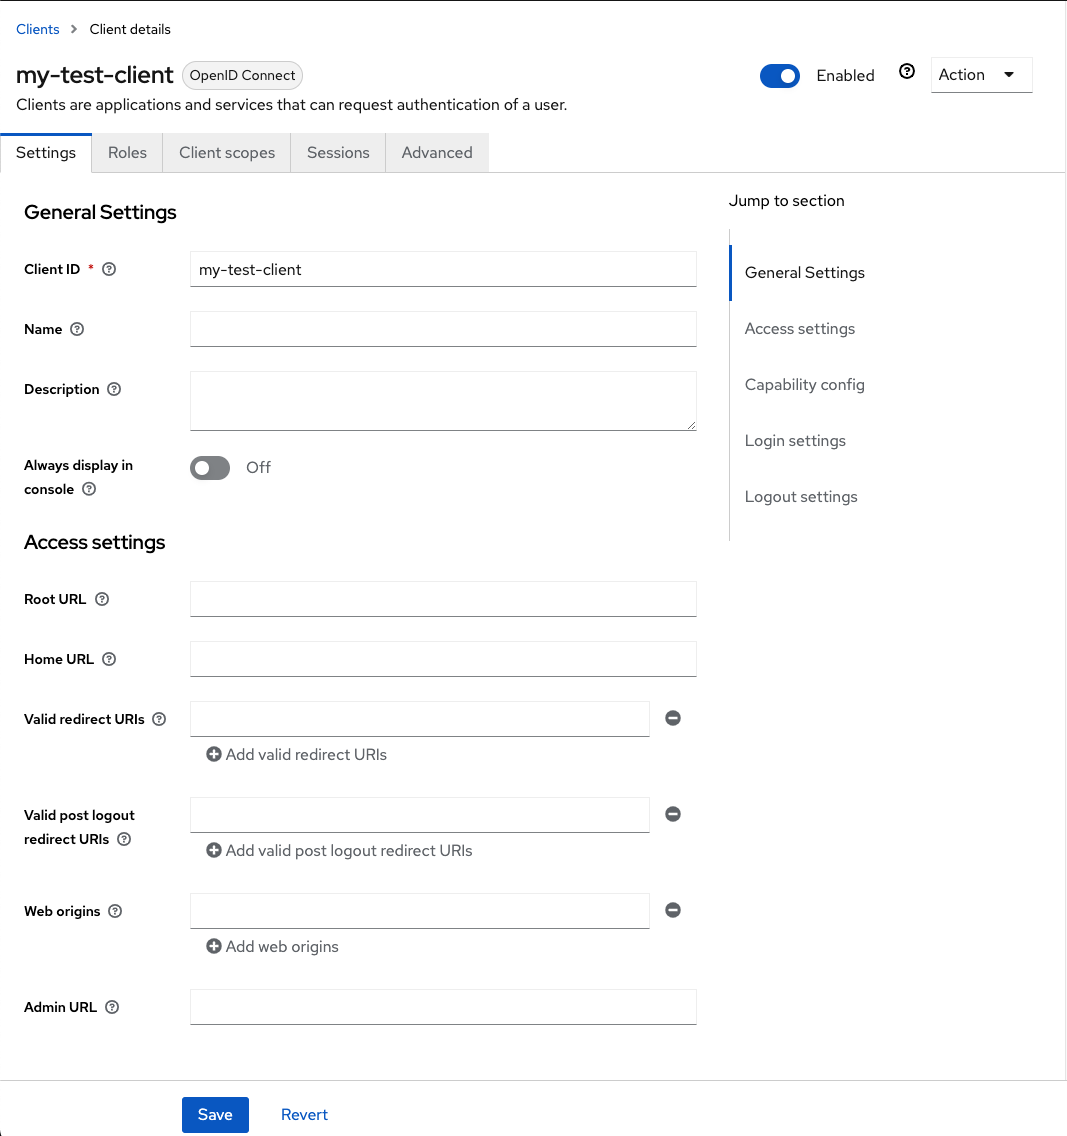 Clients > Client details
my-test-client OpenID Connect
Enabled
Action
Clients are applications and services that can request authentication of a user.
Settings Roles Client scopes Sessions Advanced
General Settings
Client ID *
my-test-client
Name
Description
Always display in
console
Off
Access settings
Root URL
Home URL
Valid redirect URIs
Add valid redirect URIs
Valid post logout
redirect URIs
Add valid post logout redirect URIs
Web origins
Add web origins
Admin URL
Jump to section
General Settings
Access settings
Capability config
Login settings
Logout settings
Save Revert